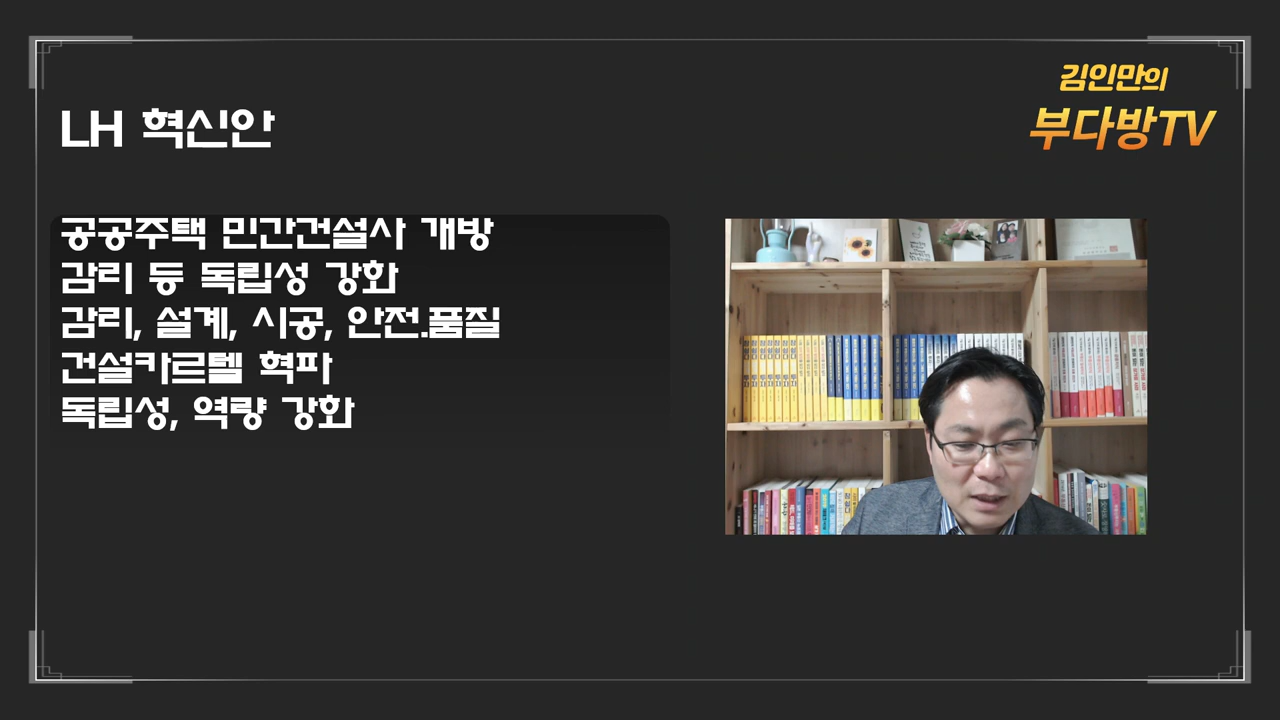 김인만의
부다방TV
LH 혁신안
공공주택 민간건설사 개방
감리 등 독립성 강화
감리, 설계, 시공, 안전.품질
건설카르텔 혁파
독립성, 역량 강화